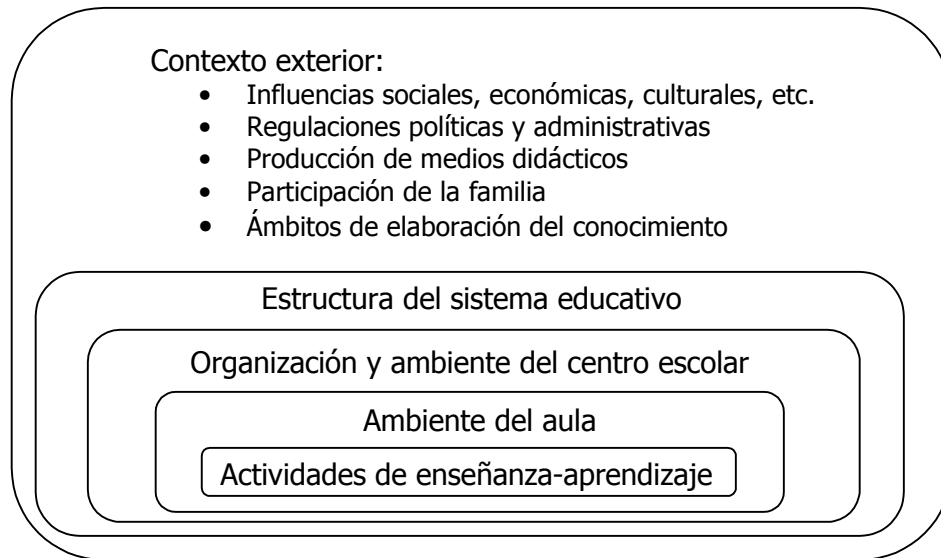 Contexto exterior:
• Influencias sociales, económicas, culturales, etc.
• Regulaciones políticas y administrativas
• Producción de medios didácticos
• Participación de la familia
• Ámbitos de elaboración del conocimiento
Estructura del sistema educativo
Organización y ambiente del centro escolar
Ambiente del aula
Actividades de enseñanza-aprendizaje